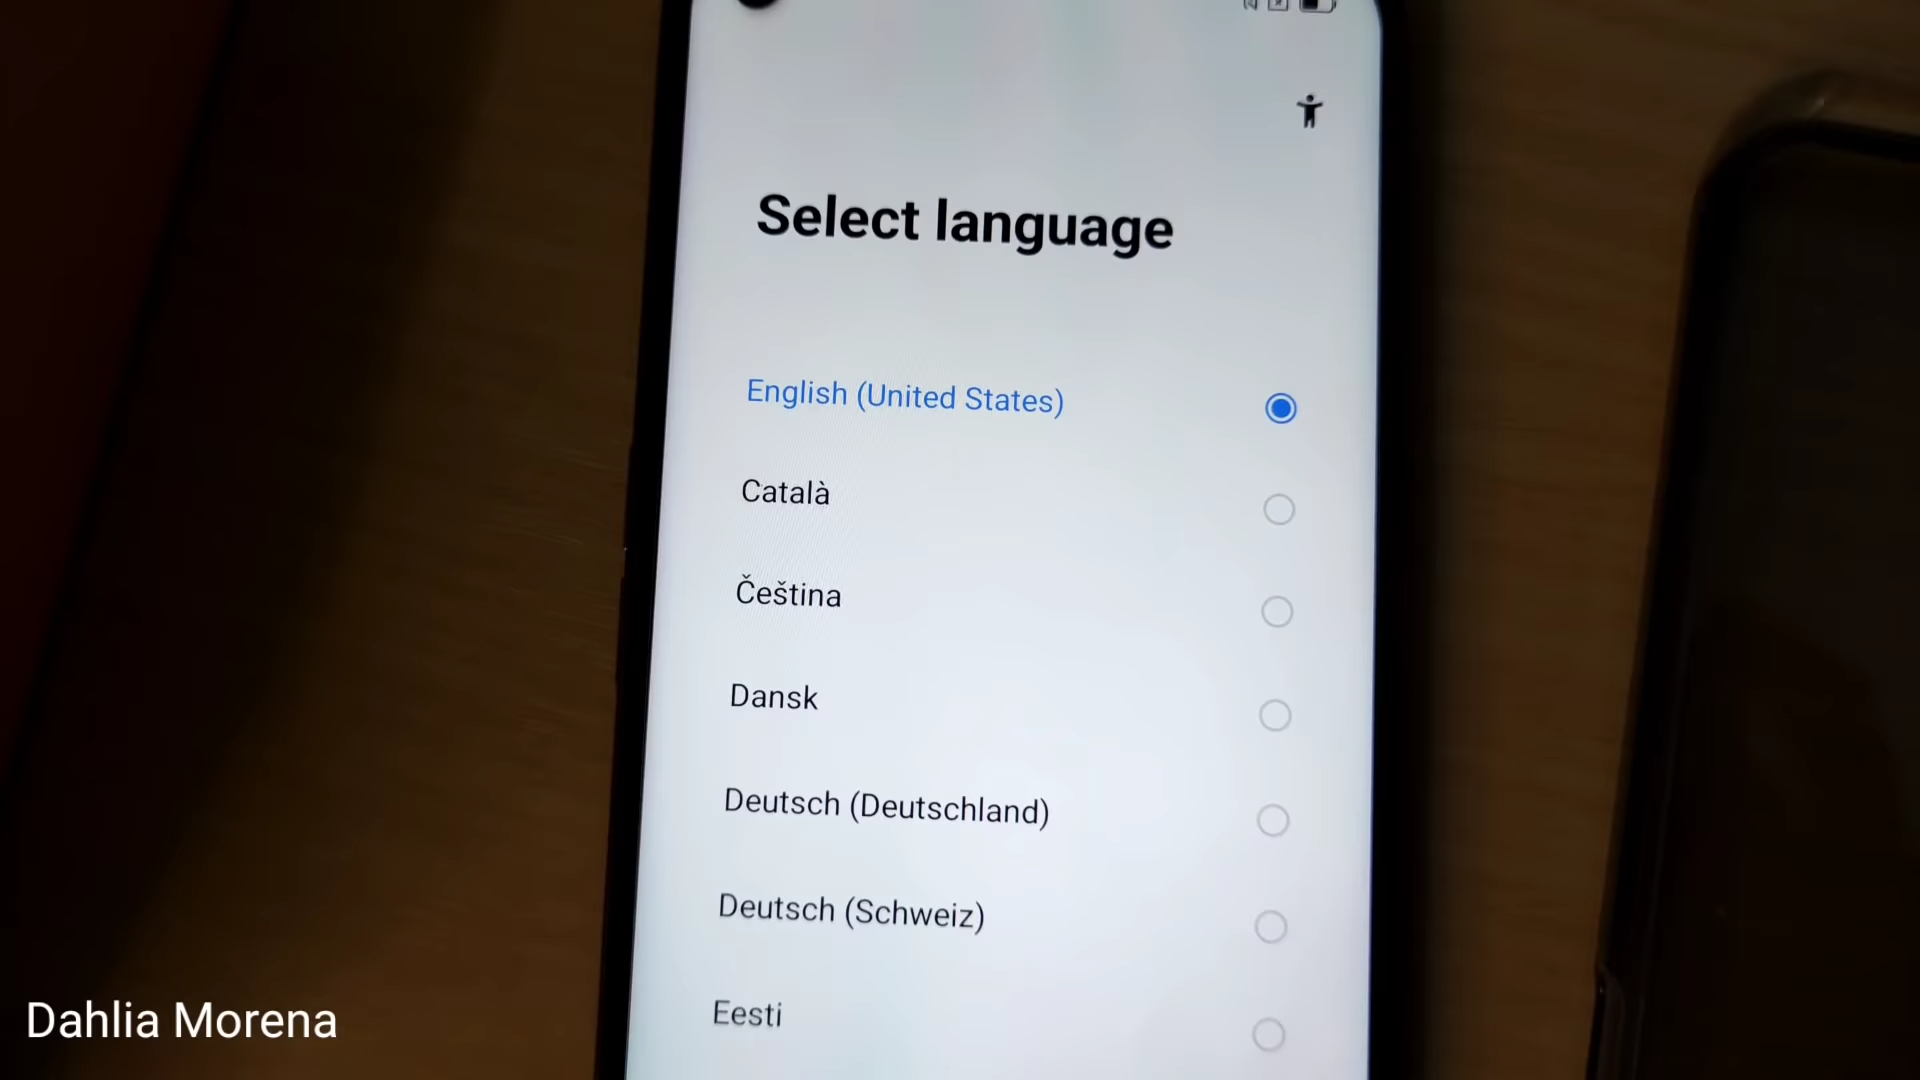 Select language
English (United States)
Català
Čeština
Dansk
Deutsch (Deutschland)
Deutsch (Schweiz)
Eesti
Dahlia Morena